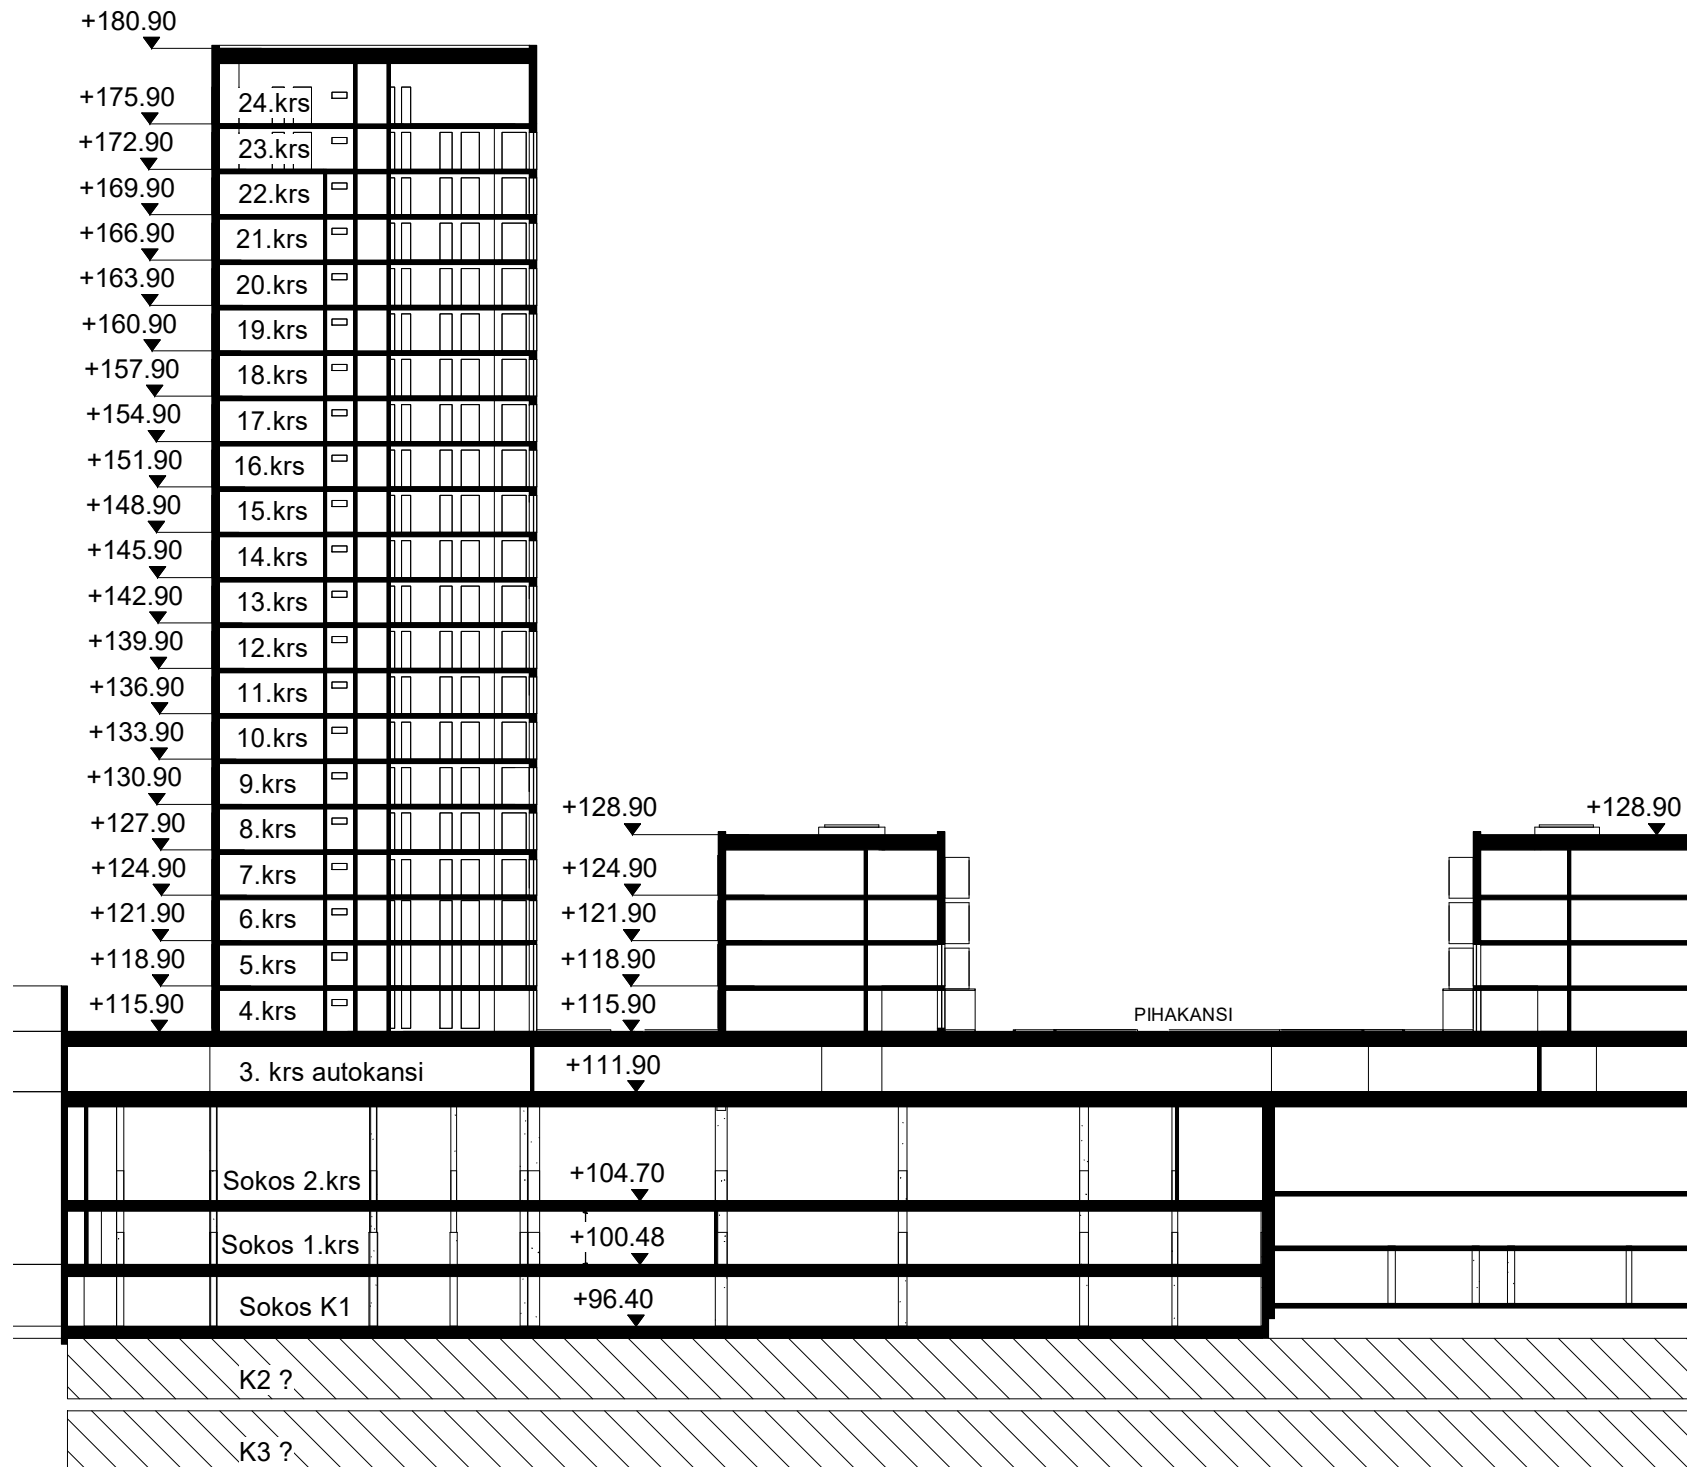 +180.90
+175.90
24.krs
+172.90
23.krs
+169.90
22.krs
+166.90
21.krs
+163.90
20.krs
+160.90
19.krs
+157.90
18.krs
+154.90
17.krs
+151.90
16.krs
+148.90
15.krs
+145.90
14.krs
+142.90
13.krs
+139.90
12.krs
+136.90
11.krs
+133.90
10.krs
+130.90
9.krs
+128.90
+128.90
+127.90
8.krs
+124.90
7.krs
+124.90
+121.90
6.krs
+121.90
+118.90
5.krs
+118.90
+115.90
4.krs
+115.90
PIHAKANSI
3. krs autokansi
+111.90
Sokos 2.krs
+104.70
Sokos 1.krs
+100.48
Sokos K1
+96.40
K2 ?
K3 ?